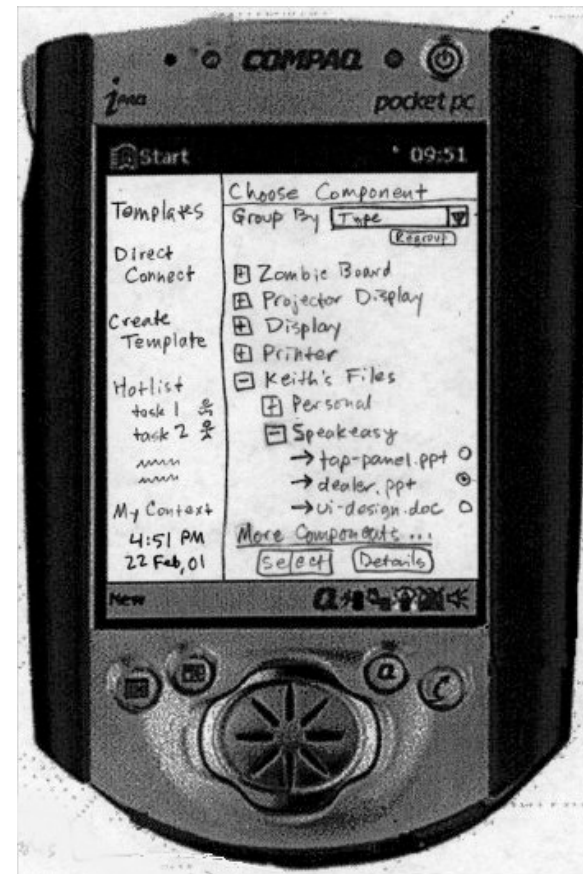 COMPAQ
iPAQ
pocket pc
Start
09:51
Templates
Direct
Connect
Create
Template
Hotlist
task 1
task 2
My Context
4:51 PM
22 Feb, 01
Choose Component
Group By Type
Regroup
+ Zombie Board
+ Projector Display
+ Display
+ Printer
- Keith's Files
+ Personal
- Speakeasy
→ tap-panel.ppt
→ dealer.ppt
→ ui-design.doc
More Components ...
Select Details
New